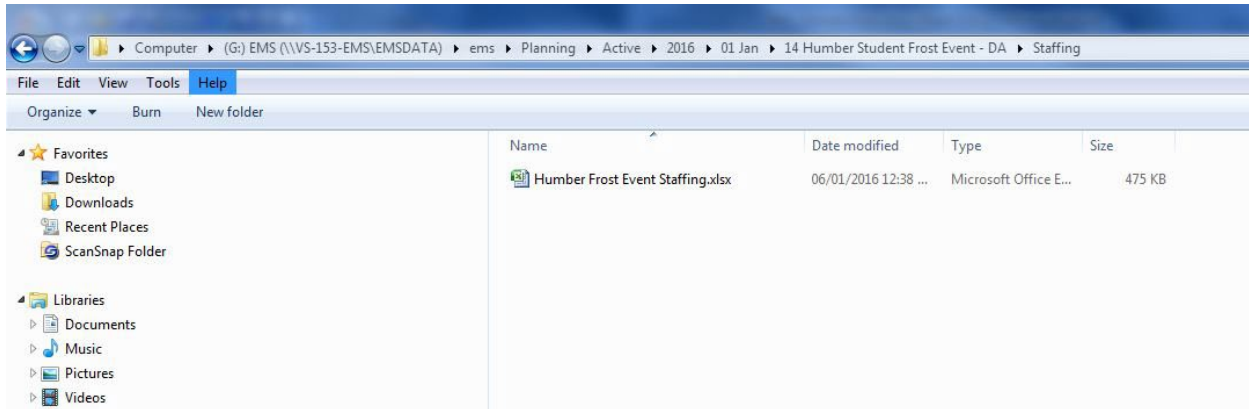 Computer (G:) EMS (\\VS-153-EMS\EMSDATA) ems Planning Active 2016 01 Jan 14 Humber Student Frost Event - DA Staffing
File Edit View Tools Help
Organize Burn New folder
Favorites
Desktop
Downloads
Recent Places
ScanSnap Folder
Libraries
Documents
Music
Pictures
Videos
Name Date modified Type Size
Humber Frost Event Staffing.xlsx 06/01/2016 12:38 ... Microsoft Office E... 475 KB